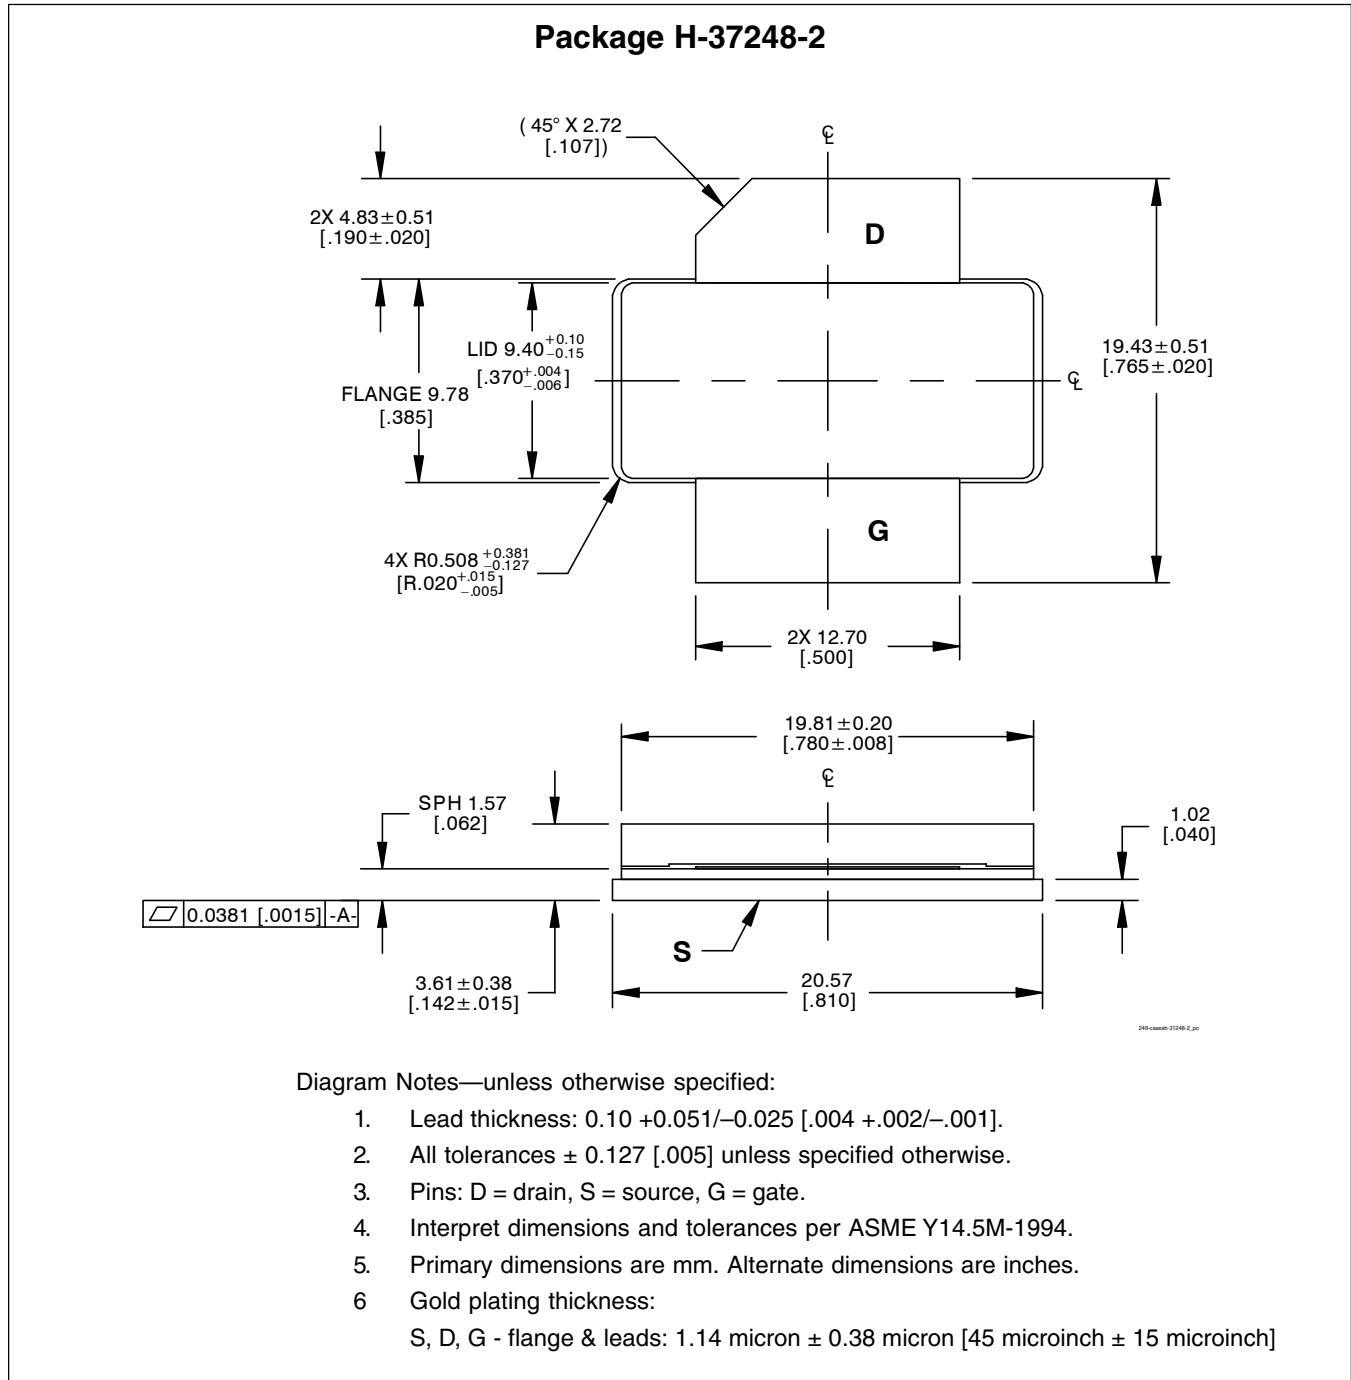 Package H-37248-2
( 45° X 2.72
[.107])
℄
2X 4.83±0.51
[.190±.020]
D
LID 9.40 +0.10 −0.15
[.370 +.004 −.006]
19.43±0.51
[.765±.020]
℄
FLANGE 9.78
[.385]
G
4X R0.508 +0.381 −0.127
[R.020 +.015 −.005]
2X 12.70
[.500]
19.81±0.20
[.780±.008]
℄
SPH 1.57
[.062]
1.02
[.040]
⏥ 0.0381 [.0015] -A-
S
3.61±0.38
[.142±.015]
20.57
[.810]
Diagram Notes—unless otherwise specified:
1. Lead thickness: 0.10 +0.051/–0.025 [.004 +.002/–.001].
2. All tolerances ± 0.127 [.005] unless specified otherwise.
3. Pins: D = drain, S = source, G = gate.
4. Interpret dimensions and tolerances per ASME Y14.5M-1994.
5. Primary dimensions are mm. Alternate dimensions are inches.
6 Gold plating thickness:
S, D, G - flange & leads: 1.14 micron ± 0.38 micron [45 microinch ± 15 microinch]